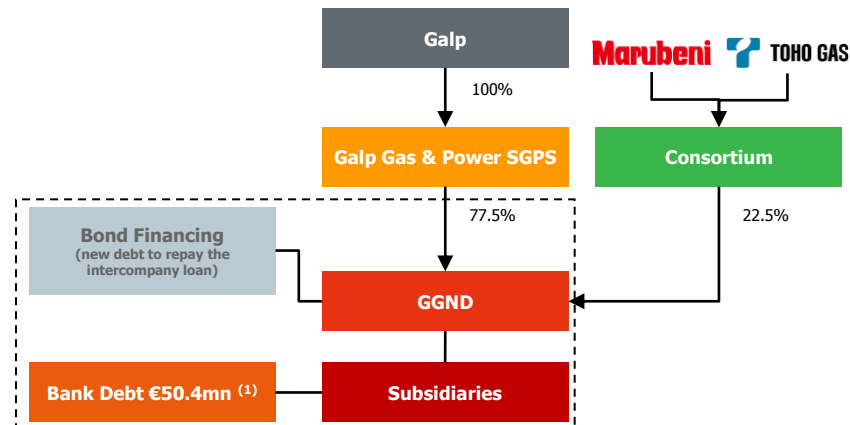 Galp
Marubeni
TOHO GAS
100%
Galp Gas & Power SGPS
Consortium
77.5%
22.5%
Bond Financing
(new debt to repay the
intercompany loan)
GGND
Bank Debt €50.4mn (1)
Subsidiaries